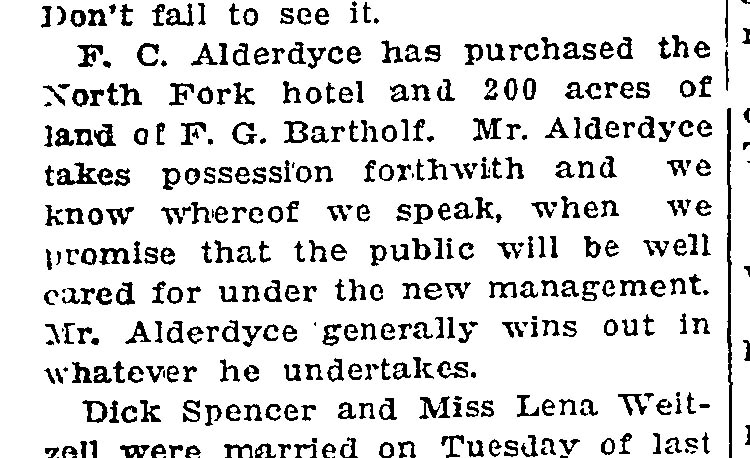 Don't fail to see it.
F. C. Alderdyce has purchased the
North Fork hotel and 200 acres of
land of F. G. Bartholf. Mr. Alderdyce
takes possession forthwith and we
know whereof we speak, when we
promise that the public will be well
cared for under the new management.
Mr. Alderdyce generally wins out in
whatever he undertakes.
Dick Spencer and Miss Lena Weit-
zell were married on Tuesday of last